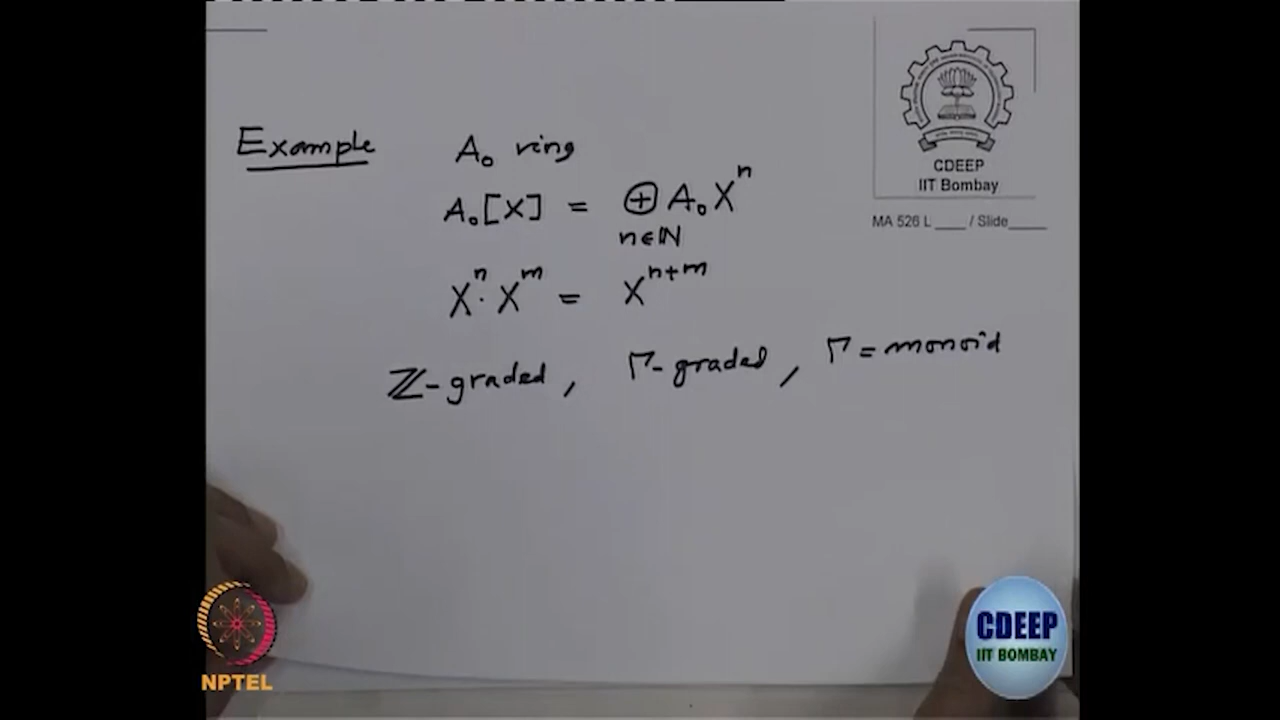 CDEEP
IIT Bombay
MA 526 L ____ / Slide_____
Example A₀ ring
A₀[X] = ⊕ A₀Xⁿ
n∈ℕ
Xⁿ · Xᵐ = Xⁿ⁺ᵐ
ℤ-graded, Γ-graded, Γ = monoid
NPTEL
CDEEP
IIT BOMBAY